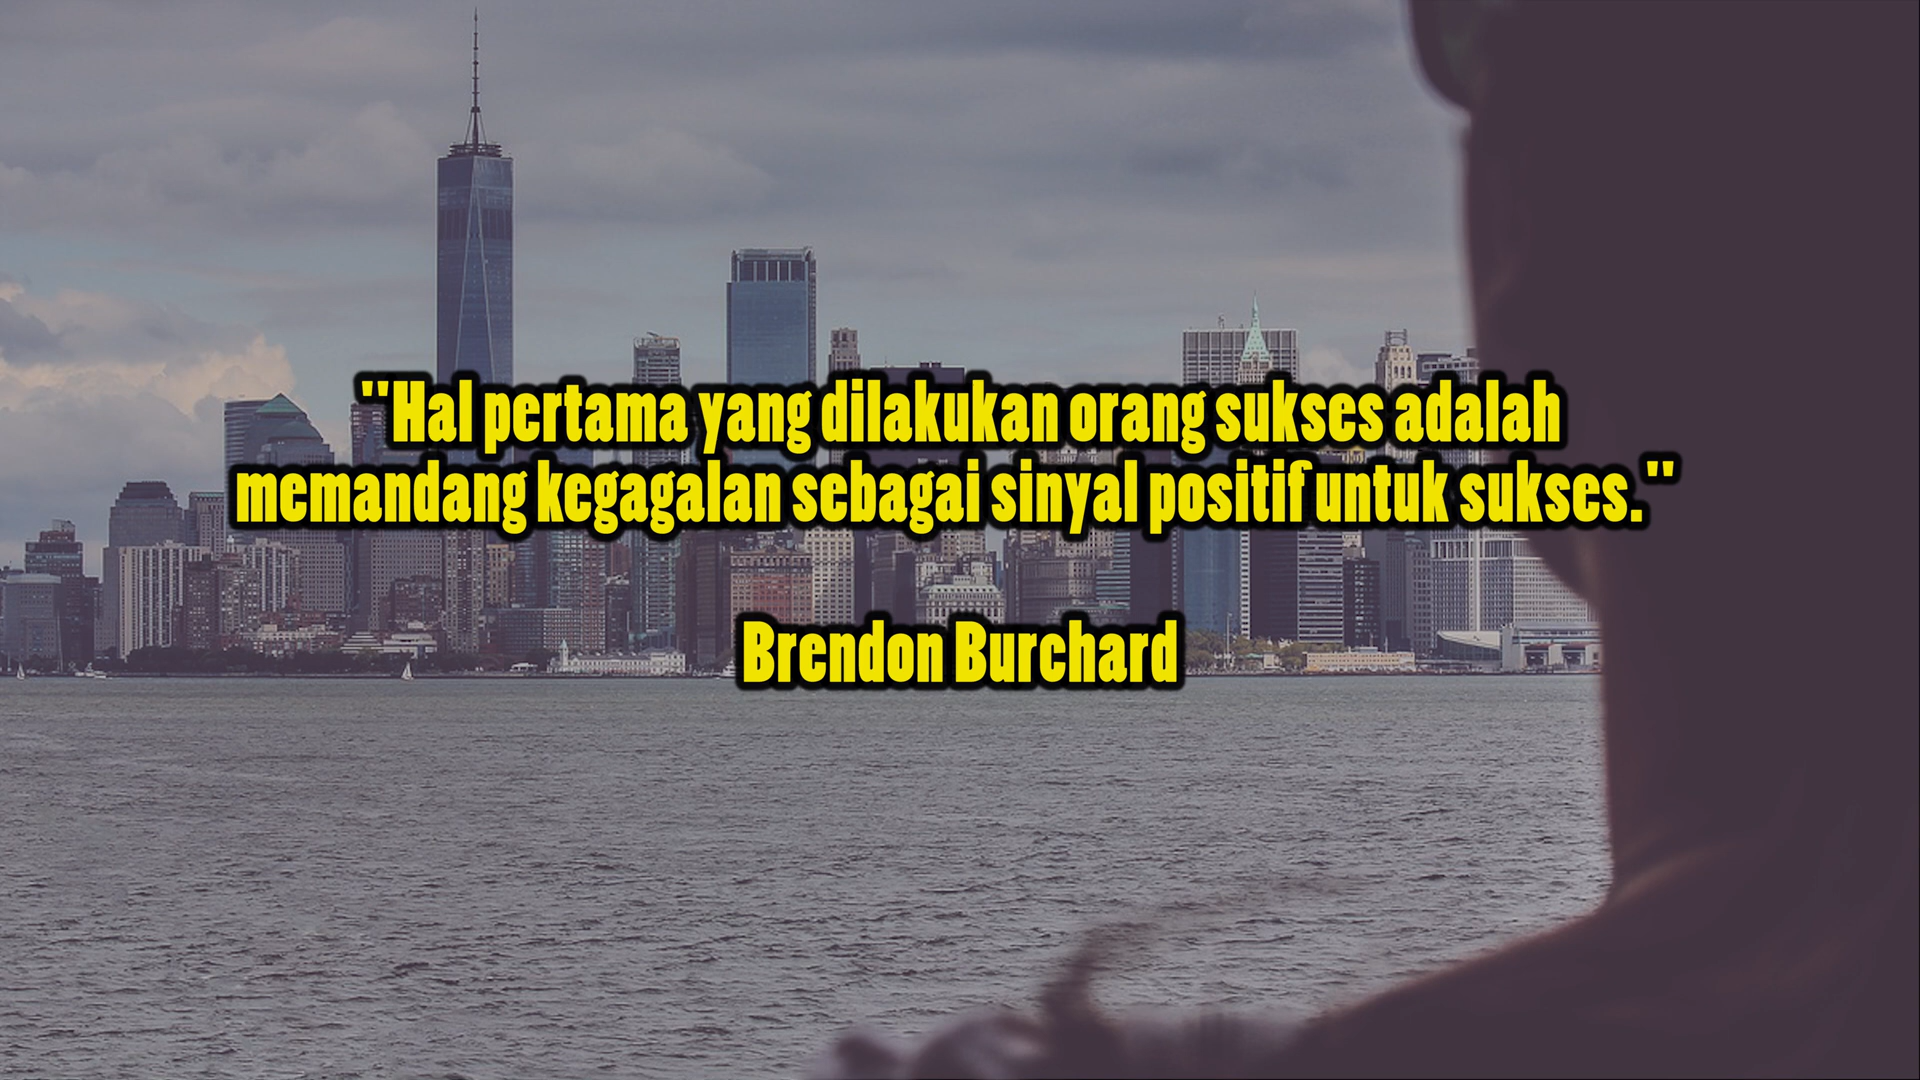 "Hal pertama yang dilakukan orang sukses adalah
memandang kegagalan sebagai sinyal positif untuk sukses."
Brendon Burchard